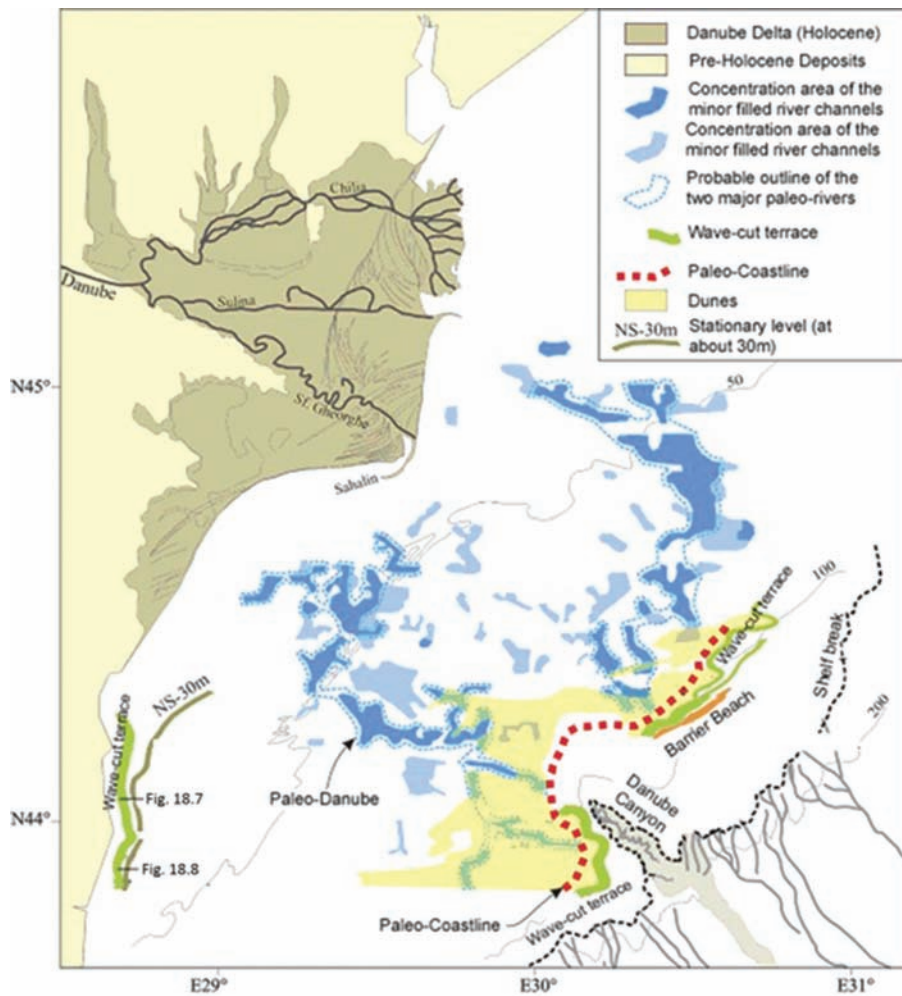 Danube Delta (Holocene)
Pre-Holocene Deposits
Concentration area of the
minor filled river channels
Concentration area of the
minor filled river channels
Probable outline of the
two major paleo-rivers
Wave-cut terrace
Paleo-Coastline
Dunes
NS-30m
Stationary level (at
about 30m)
Chilia
Danube
Sulina
Sf. Gheorghe
Sahalin
N45°
50
100
Wave-cut terrace
Shelf break
200
Barrier Beach
NS-30m
Wave-cut terrace
Fig. 18.7
Paleo-Danube
Danube
Canyon
N44°
Fig. 18.8
Paleo-Coastline
Wave-cut terrace
E29°
E30°
E31°